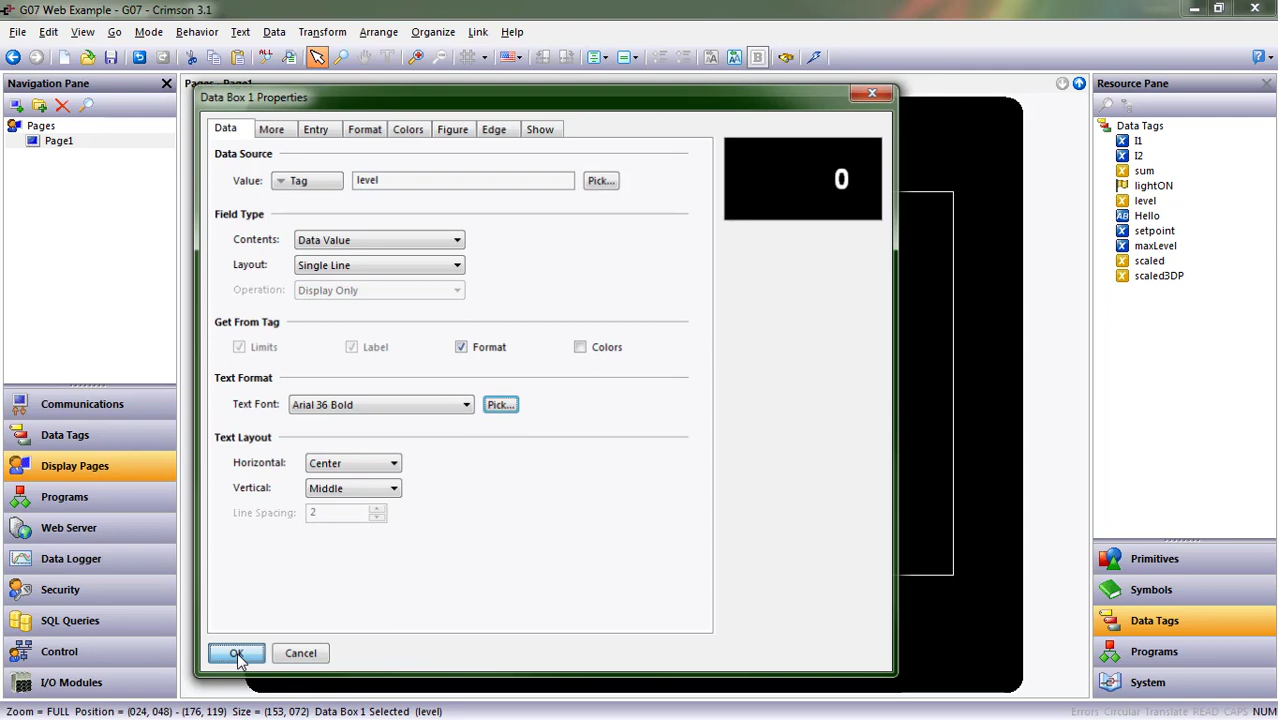 G07 Web Example - G07 - Crimson 3.1
File Edit View Go Mode Behavior Text Data Transform Arrange Organize Link Help
Navigation Pane
Pages
Page1
Communications
Data Tags
Display Pages
Programs
Web Server
Data Logger
Security
SQL Queries
Control
I/O Modules
Pages - Page1
Data Box 1 Properties
Data More Entry Format Colors Figure Edge Show
Data Source
Value: Tag level Pick...
Field Type
Contents: Data Value
Layout: Single Line
Operation: Display Only
Get From Tag
Limits Label Format Colors
Text Format
Text Font: Arial 36 Bold Pick...
Text Layout
Horizontal: Center
Vertical: Middle
Line Spacing: 2
OK Cancel
0
Resource Pane
Data Tags
I1
I2
sum
lightON
level
Hello
setpoint
maxLevel
scaled
scaled3DP
Primitives
Symbols
Data Tags
Programs
System
Zoom = FULL Position = (024, 048) - (176, 119) Size = (153, 072) Data Box 1 Selected (level)
Errors Circular Translate READ CAPS NUM